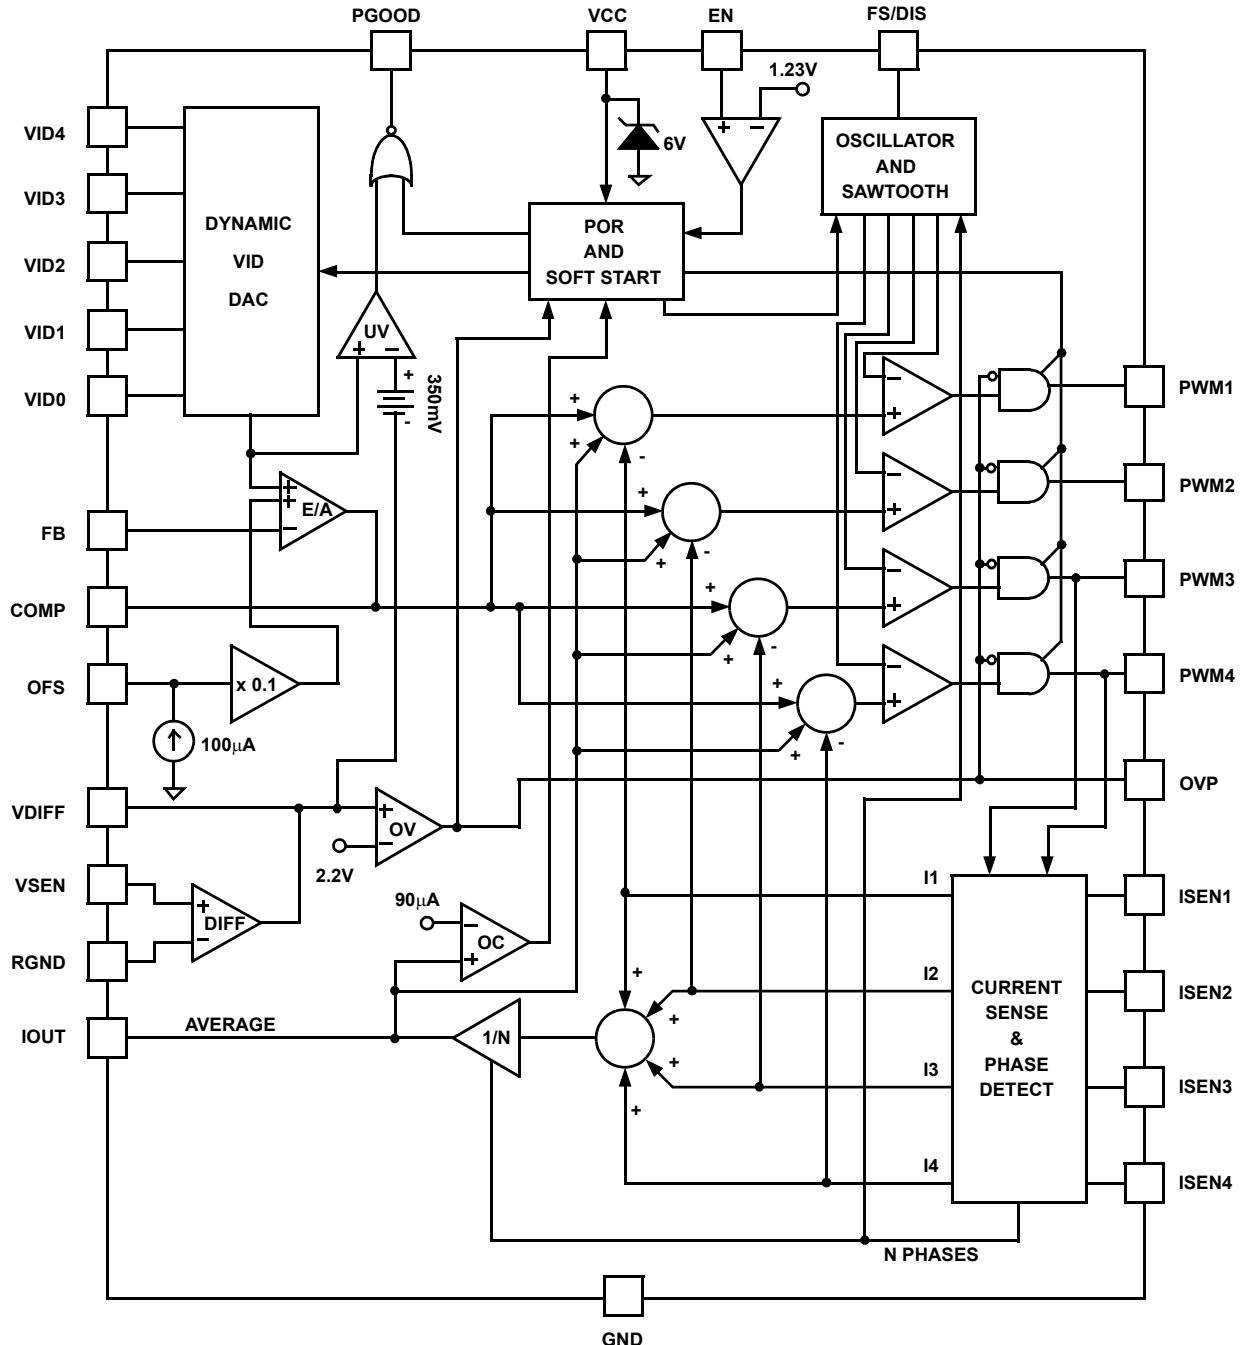 PGOOD
VCC
EN
FS/DIS
1.23V
VID4
VID3
VID2
VID1
VID0
DYNAMIC
VID
DAC
6V
+
−
OSCILLATOR
AND
SAWTOOTH
POR
AND
SOFT START
UV
+ −
+
350mV
-
PWM1
PWM2
PWM3
PWM4
+
+
-
−
+
+
+
-
−
+
+
+
-
−
+
+
+
-
−
+
FB
+
+
−
E/A
COMP
OFS
x 0.1
100µA
VDIFF
+
−
OV
2.2V
OVP
VSEN
+
−
DIFF
RGND
90µA
−
+
OC
IOUT
AVERAGE
1/N
+
+
+
+
I1
I2
I3
I4
CURRENT
SENSE
&
PHASE
DETECT
ISEN1
ISEN2
ISEN3
ISEN4
N PHASES
GND